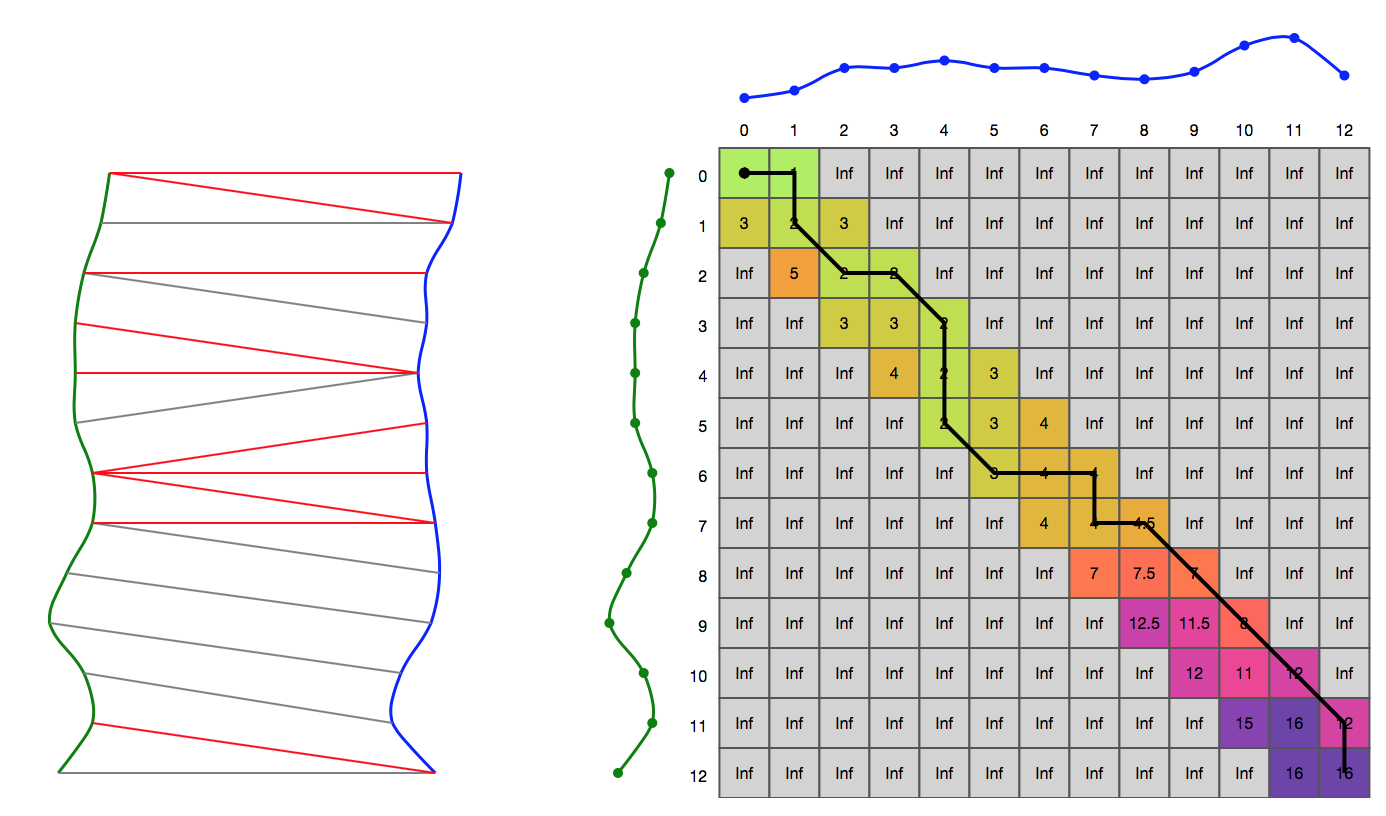 0 1 2 3 4 5 6 7 8 9 10 11 12
0 1 Inf Inf Inf Inf Inf Inf Inf Inf Inf Inf Inf
1 3 2 3 Inf Inf Inf Inf Inf Inf Inf Inf Inf Inf
2 Inf 5 2 2 Inf Inf Inf Inf Inf Inf Inf Inf Inf
3 Inf Inf 3 3 2 Inf Inf Inf Inf Inf Inf Inf Inf
4 Inf Inf Inf 4 2 3 Inf Inf Inf Inf Inf Inf Inf
5 Inf Inf Inf Inf 2 3 4 Inf Inf Inf Inf Inf Inf
6 Inf Inf Inf Inf Inf 3 4 4 Inf Inf Inf Inf Inf
7 Inf Inf Inf Inf Inf Inf 4 4 4.5 Inf Inf Inf Inf
8 Inf Inf Inf Inf Inf Inf Inf 7 7.5 7 Inf Inf Inf
9 Inf Inf Inf Inf Inf Inf Inf Inf 12.5 11.5 8 Inf Inf
10 Inf Inf Inf Inf Inf Inf Inf Inf Inf 12 11 12 Inf
11 Inf Inf Inf Inf Inf Inf Inf Inf Inf Inf 15 16 12
12 Inf Inf Inf Inf Inf Inf Inf Inf Inf Inf Inf 16 16